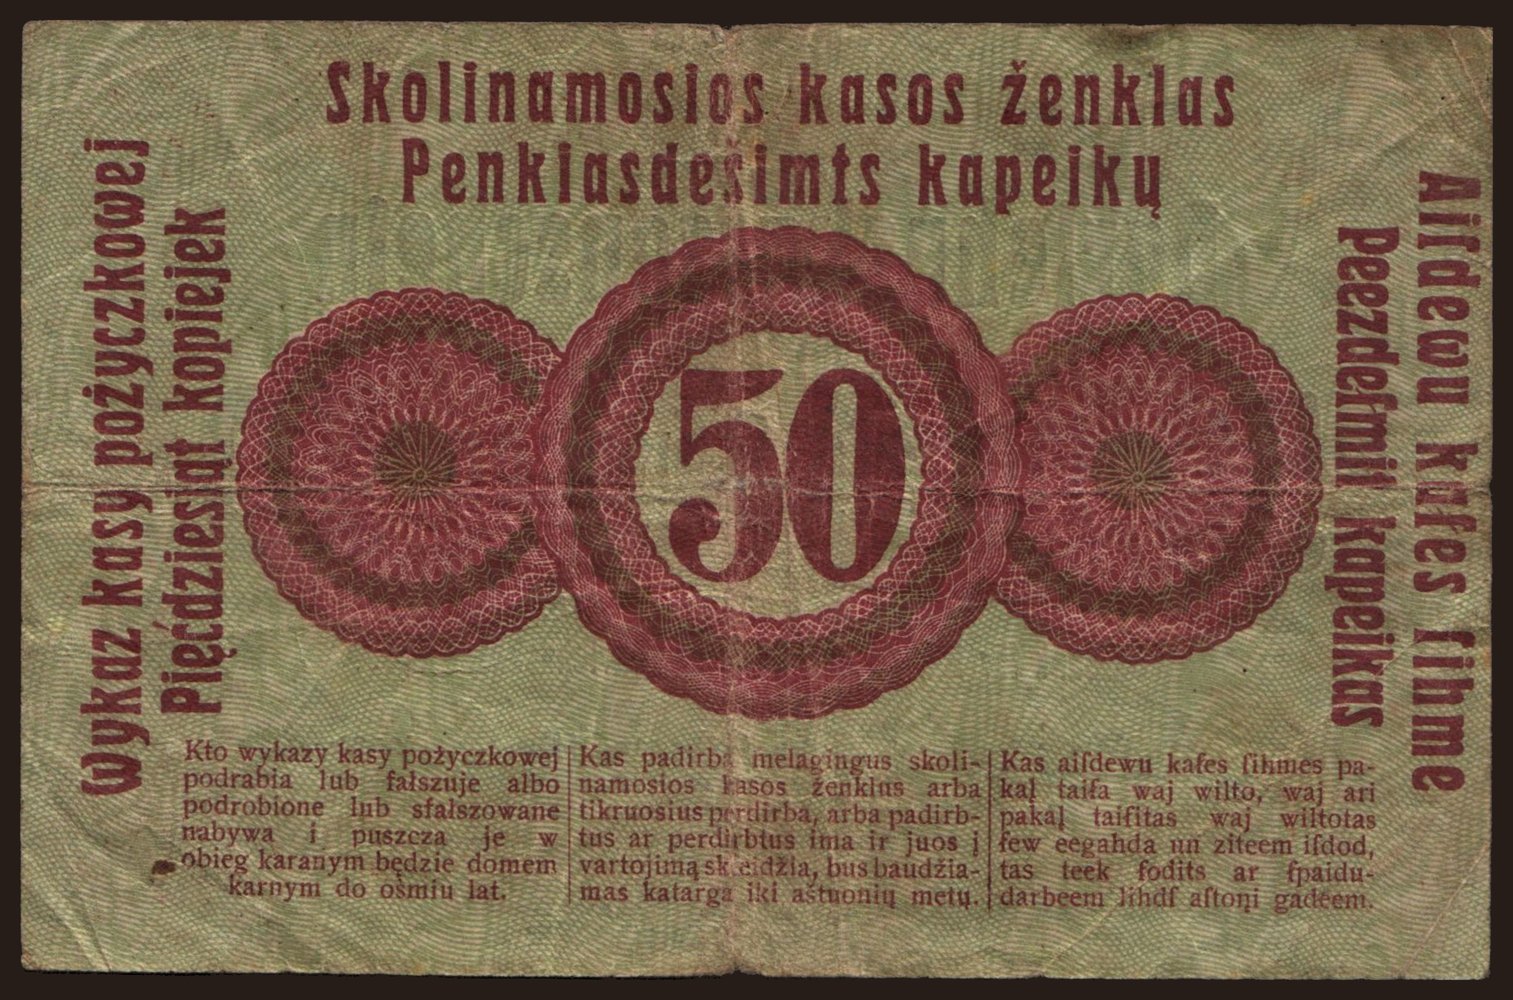 Skolinamosios kasos ženklas
Penkiasdešimts kapeikų
Wykaz kasy pożyczkowej
Pięćdziesiąt kopiejek
Aiſdewu kaſes ſihme
Peezdeſmit kapeikas
50
Kto wykazy kasy pożyczkowej
podrabia lub fałszuje albo
podrobione lub sfałszowane
nabywa i puszcza je w
obieg karanym będzie domem
karnym do ośmiu lat.
Kas padirba melagingus skoli-
namosios kasos ženklus arba
tikruosius perdirba, arba padirb-
tus ar perdirbtus ima ir juos į
vartojimą skleidžia, bus baudžia-
mas katarga iki aštuonių metų.
Kas aiſdewu kaſes ſihmes pa-
kaļ taiſa waj wilto, waj ari
pakaļ taiſitas waj wiltotas
ſew eegahda un ziteem iſdod,
tas teek ſodits ar ſpaidu-
darbeem lihdſ aſtoņi gadeem.